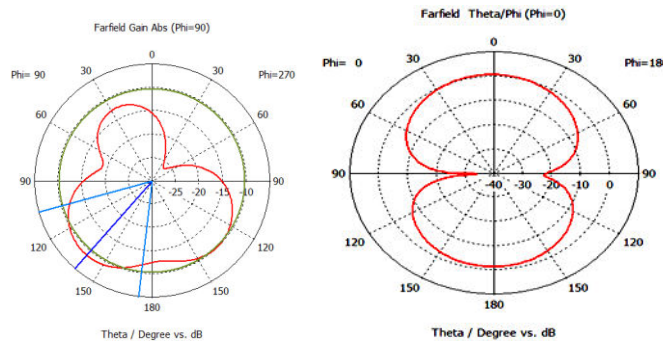 Farfield Gain Abs (Phi=90)
0
30 30
Phi= 90 Phi=270
60 60
90 -25 -20 -15 -10 90
120 120
150 150
180
Theta / Degree vs. dB
Farfield Theta/Phi (Phi=0)
0
30 30
Phi= 0 Phi=180
60 60
90 -40 -30 -20 -10 0 90
120 120
150 150
180
Theta / Degree vs. dB